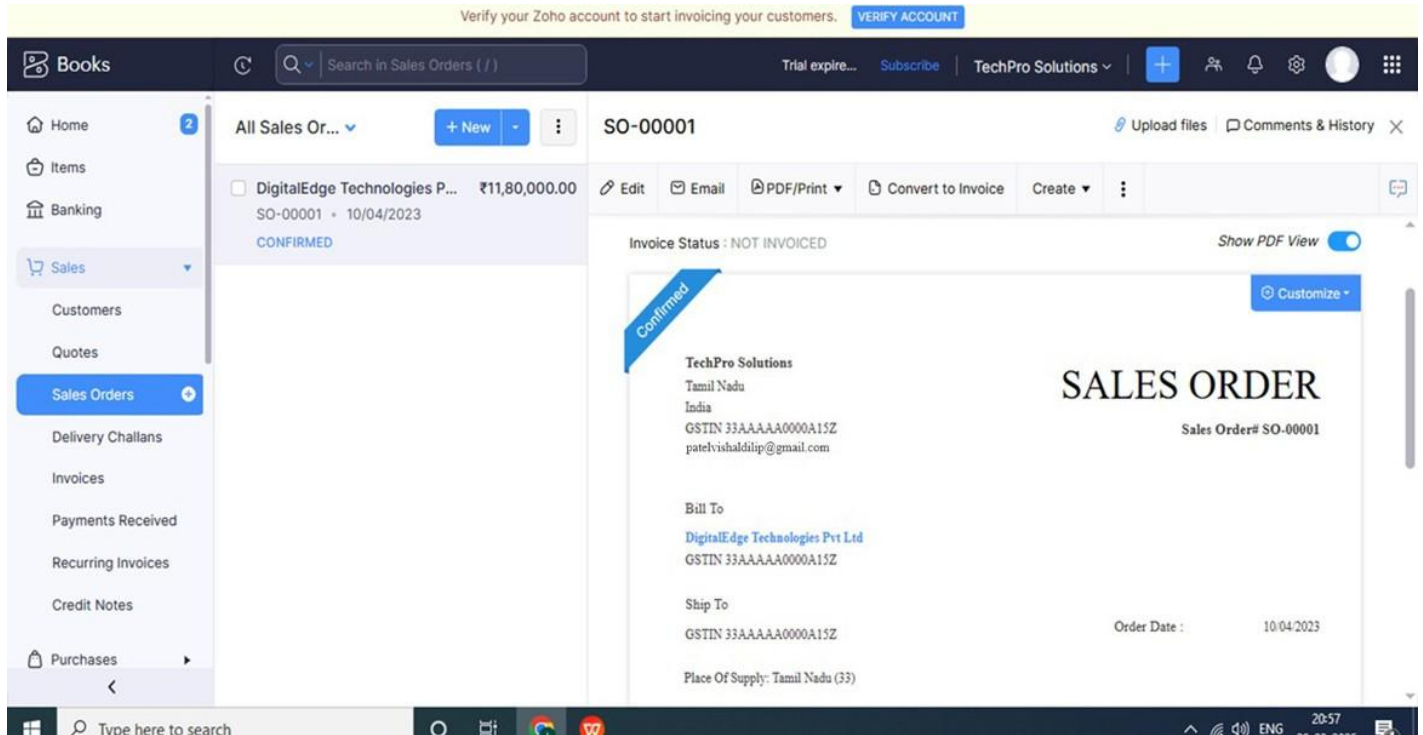 Verify your Zoho account to start invoicing your customers. VERIFY ACCOUNT
Books
Search in Sales Orders ( / )
Trial expire... Subscribe TechPro Solutions
Home 2
Items
Banking
Sales
Customers
Quotes
Sales Orders
Delivery Challans
Invoices
Payments Received
Recurring Invoices
Credit Notes
Purchases
All Sales Or...
+ New
DigitalEdge Technologies P... ₹11,80,000.00
SO-00001 • 10/04/2023
CONFIRMED
SO-00001
Upload files Comments & History
Edit Email PDF/Print Convert to Invoice Create
Invoice Status : NOT INVOICED
Show PDF View
Customize
Confirmed
TechPro Solutions
Tamil Nadu
India
GSTIN 33AAAAA0000A15Z
patelvishaldilip@gmail.com
SALES ORDER
Sales Order# SO-00001
Bill To
DigitalEdge Technologies Pvt Ltd
GSTIN 33AAAAA0000A15Z
Ship To
GSTIN 33AAAAA0000A15Z
Order Date : 10/04/2023
Place Of Supply: Tamil Nadu (33)
Type here to search
ENG
20:57